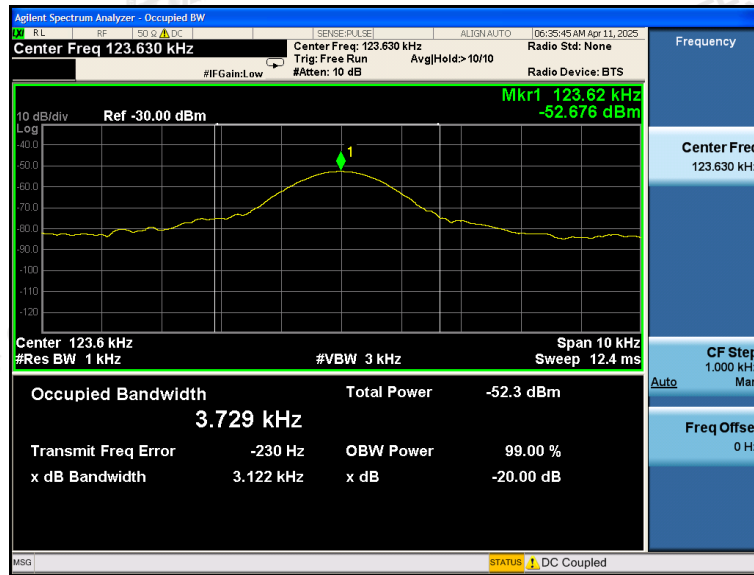 Agilent Spectrum Analyzer - Occupied BW
LXI RL RF 50 Ω DC SENSE:PULSE ALIGN AUTO 06:35:45 AM Apr 11, 2025
Center Freq 123.630 kHz
Center Freq: 123.630 kHz
Radio Std: None
Trig: Free Run
Avg|Hold:>10/10
#IFGain:Low
#Atten: 10 dB
Radio Device: BTS
Mkr1 123.62 kHz
-52.676 dBm
10 dB/div
Ref -30.00 dBm
Log
-40.0
-50.0
-60.0
-70.0
-80.0
-90.0
-100
-110
-120
1
Center 123.6 kHz
Span 10 kHz
#Res BW 1 kHz
#VBW 3 kHz
Sweep 12.4 ms
Occupied Bandwidth
3.729 kHz
Total Power -52.3 dBm
Transmit Freq Error -230 Hz
OBW Power 99.00 %
x dB Bandwidth 3.122 kHz
x dB -20.00 dB
MSG
STATUS
DC Coupled
Frequency
Center Freq
123.630 kHz
CF Step
1.000 kHz
Auto Man
Freq Offse
0 H